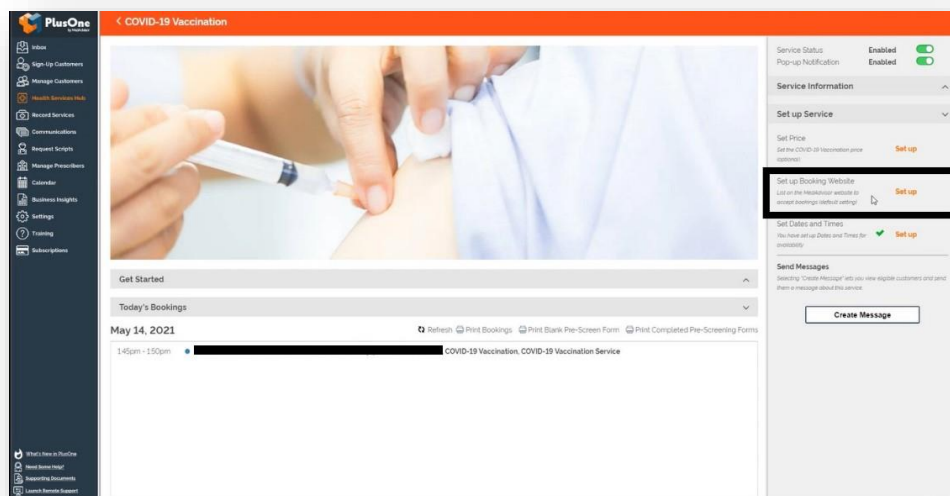 PlusOne
by MedAdvisor
< COVID-19 Vaccination
Inbox
Sign-Up Customers
Manage Customers
Health Services Hub
Record Services
Communications
Request Scripts
Manage Prescribers
Calendar
Business Insights
Settings
Training
Subscriptions
What's New in PlusOne
Need Some Help?
Supporting Documents
Launch Remote Support
Get Started
Today's Bookings
May 14, 2021
Refresh Print Bookings Print Blank Pre-Screen Form Print Completed Pre-Screening Forms
1:45pm - 1:50pm COVID-19 Vaccination, COVID-19 Vaccination Service
Service Status Enabled
Pop-up Notification Enabled
Service Information
Set up Service
Set Price
Set the COVID-19 Vaccination price
(optional)
Set up
Set up Booking Website
List on the MedAdvisor website to
accept bookings (default setting)
Set up
Set Dates and Times
You have set up Dates and Times for
availability
Set up
Send Messages
Selecting "Create Message" lets you view eligible customers and send
them a message about this service.
Create Message